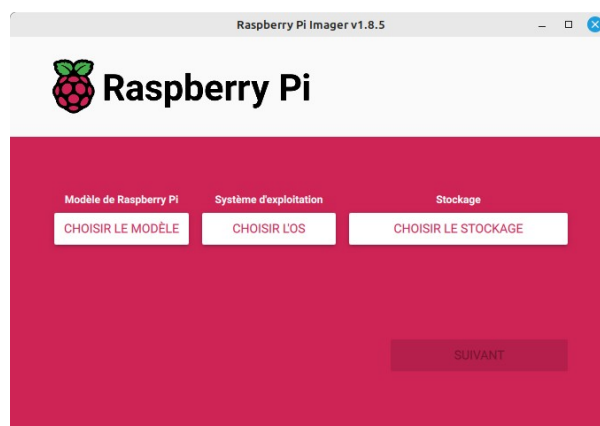 Raspberry Pi Imager v1.8.5
Raspberry Pi
Modèle de Raspberry Pi Système d'exploitation Stockage
CHOISIR LE MODÈLE CHOISIR L'OS CHOISIR LE STOCKAGE
SUIVANT